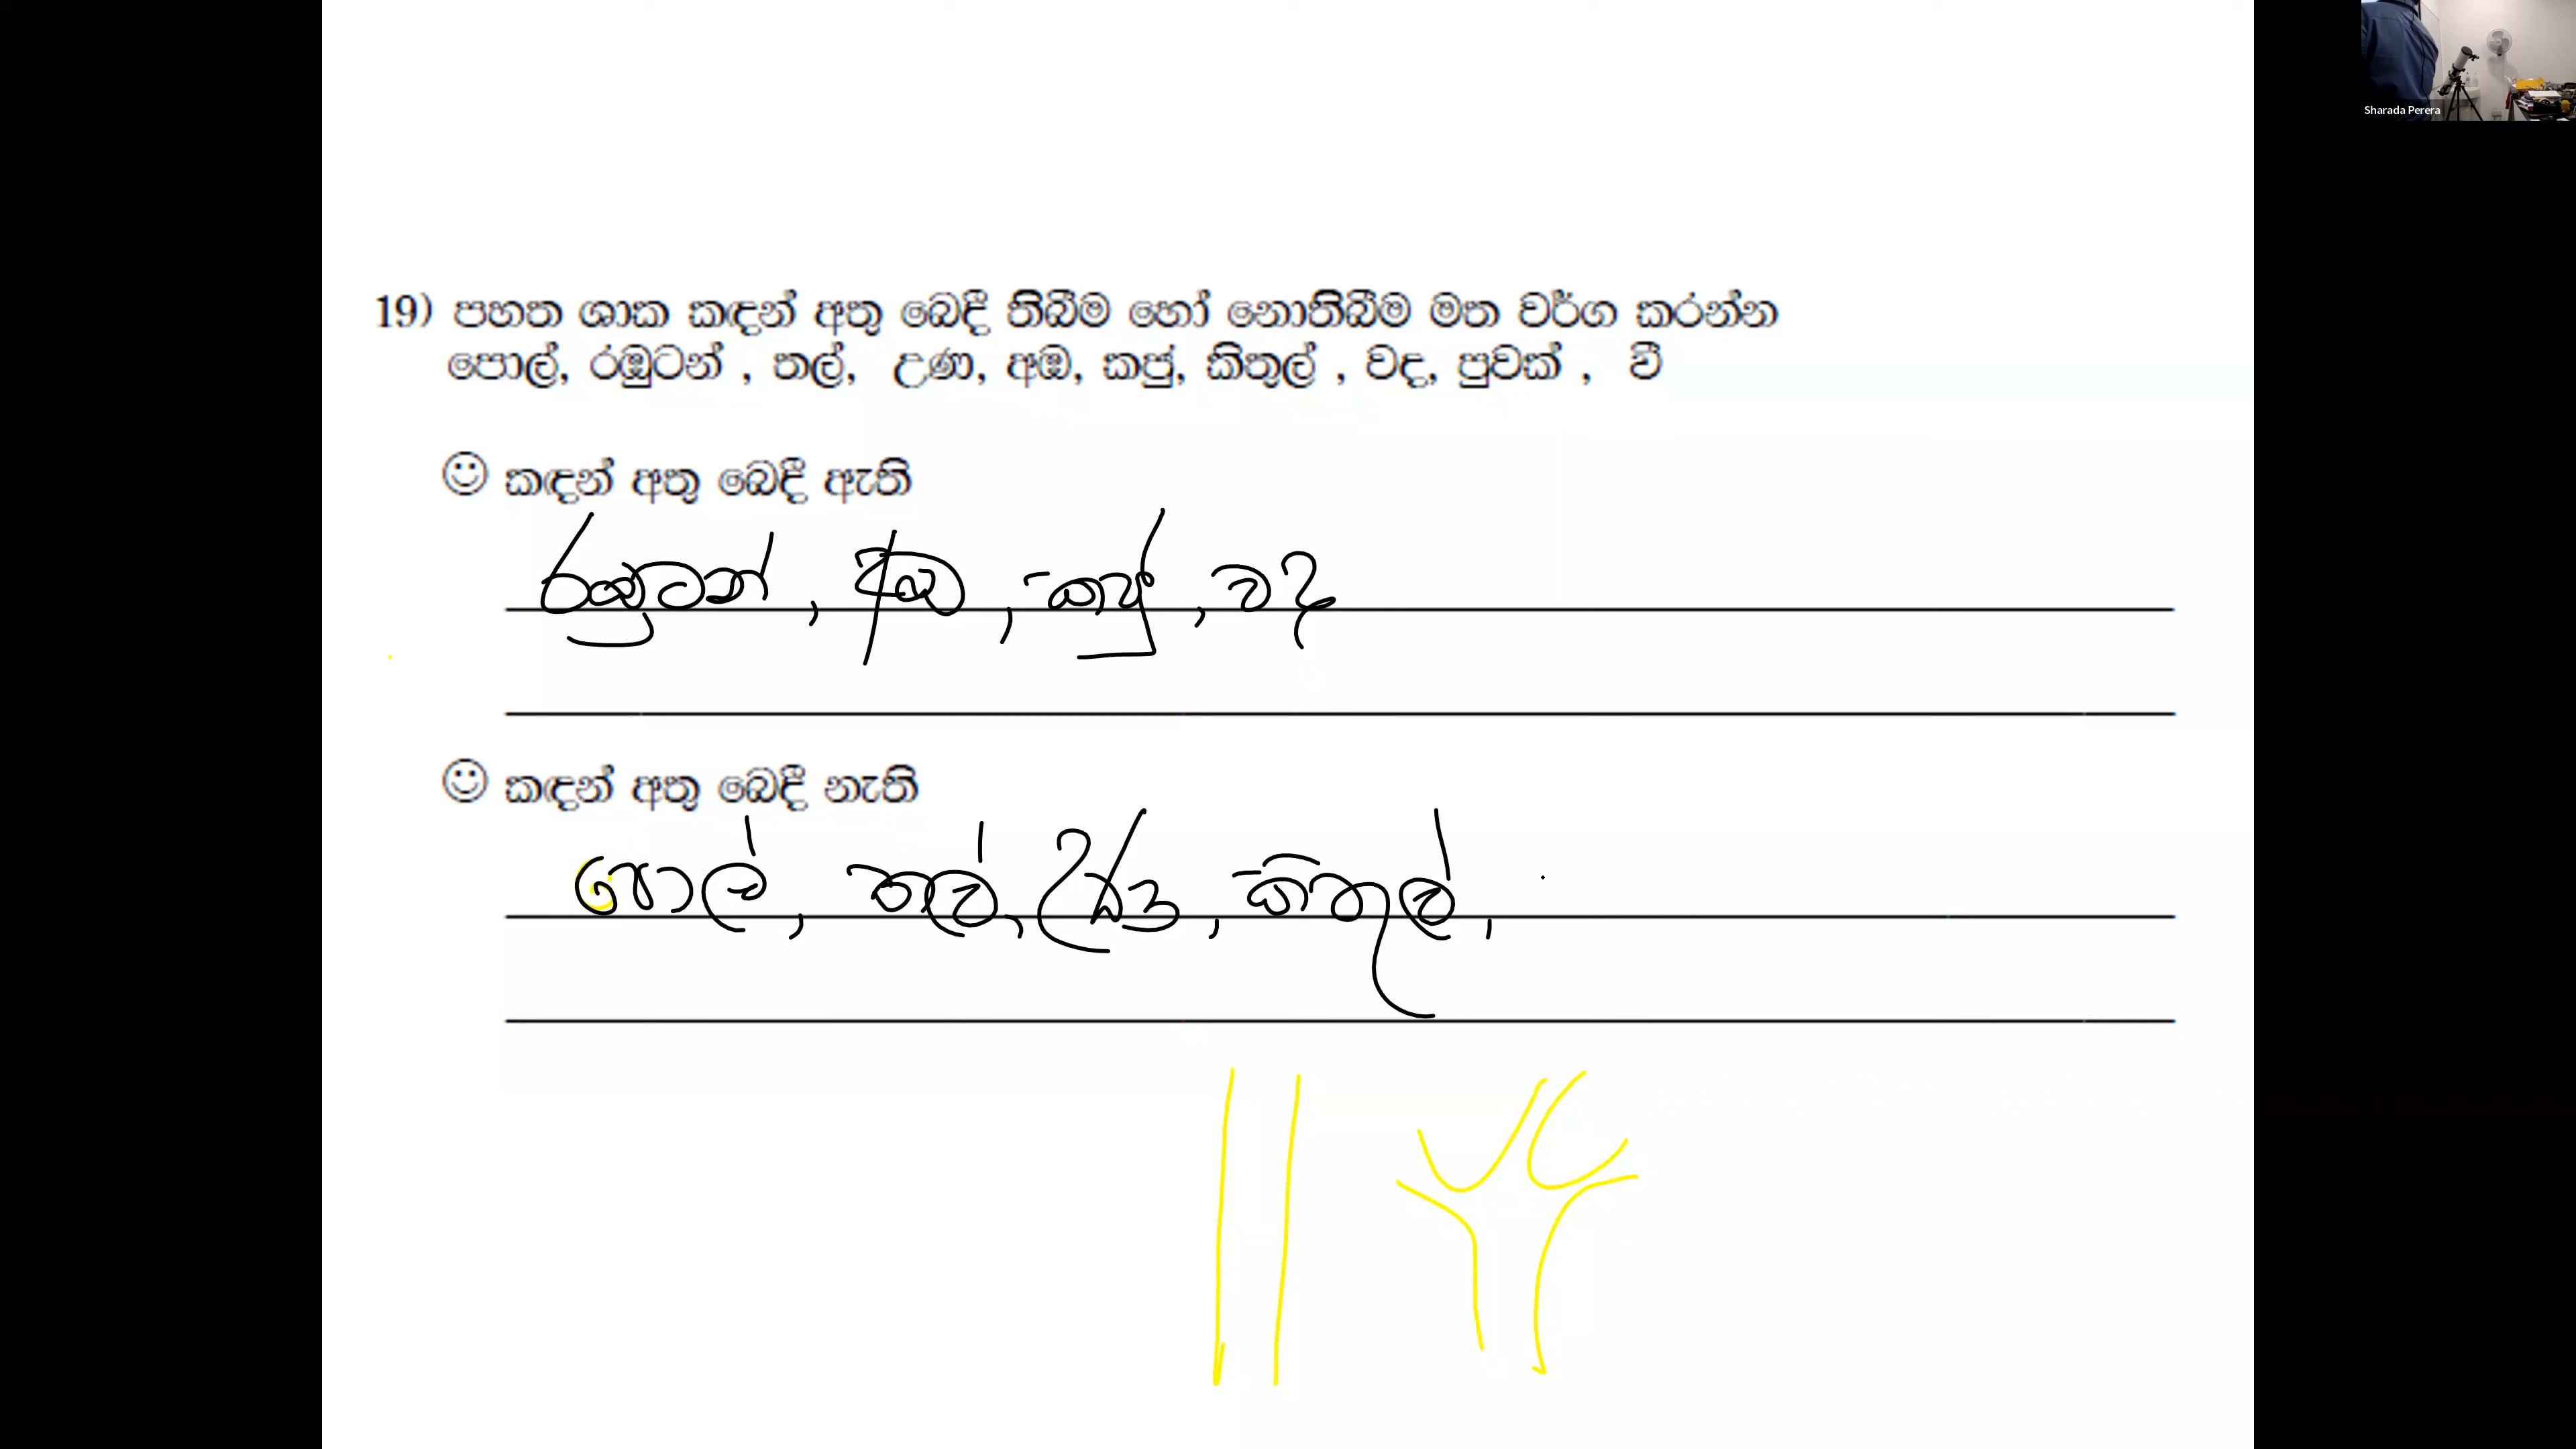 Sharada Perera
19) පහත ශාක කඳන් අතු බෙදී තිබීම හෝ නොතිබීම මත වර්ග කරන්න
පොල්, රඹුටන් , තල්, උණ, අඹ, කජු, කිතුල් , වද, පුවක් , වී
කඳන් අතු බෙදී ඇති
රඹුටන් , අඹ , කජු , වද
කඳන් අතු බෙදී නැති
පොල් , තල් , උණ , කිතුල් ,